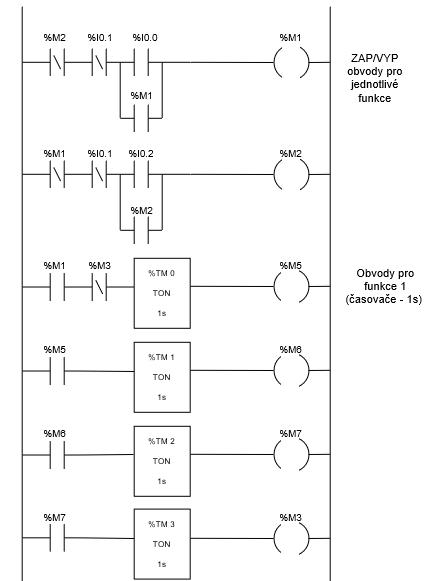 %M2 %I0.1 %I0.0 %M1
ZAP/VYP
obvody pro
jednotlivé
funkce
%M1
%M1 %I0.1 %I0.2 %M2
%M2
%M1 %M3 %TM 0 %M5
TON
1s
Obvody pro
funkce 1
(časovače - 1s)
%M5 %TM 1 %M6
TON
1s
%M6 %TM 2 %M7
TON
1s
%M7 %TM 3 %M3
TON
1s